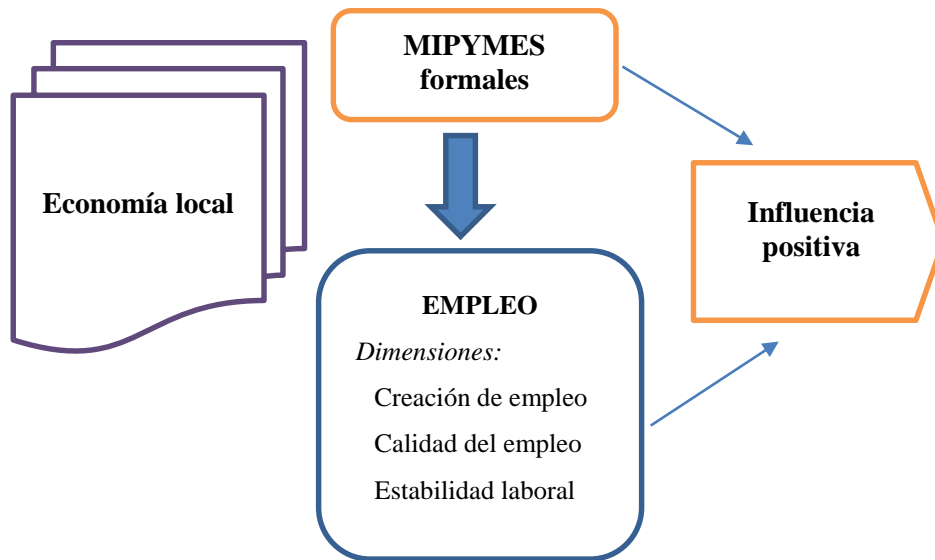 MIPYMES
formales
Economía local
Influencia
positiva
EMPLEO
Dimensiones:
Creación de empleo
Calidad del empleo
Estabilidad laboral